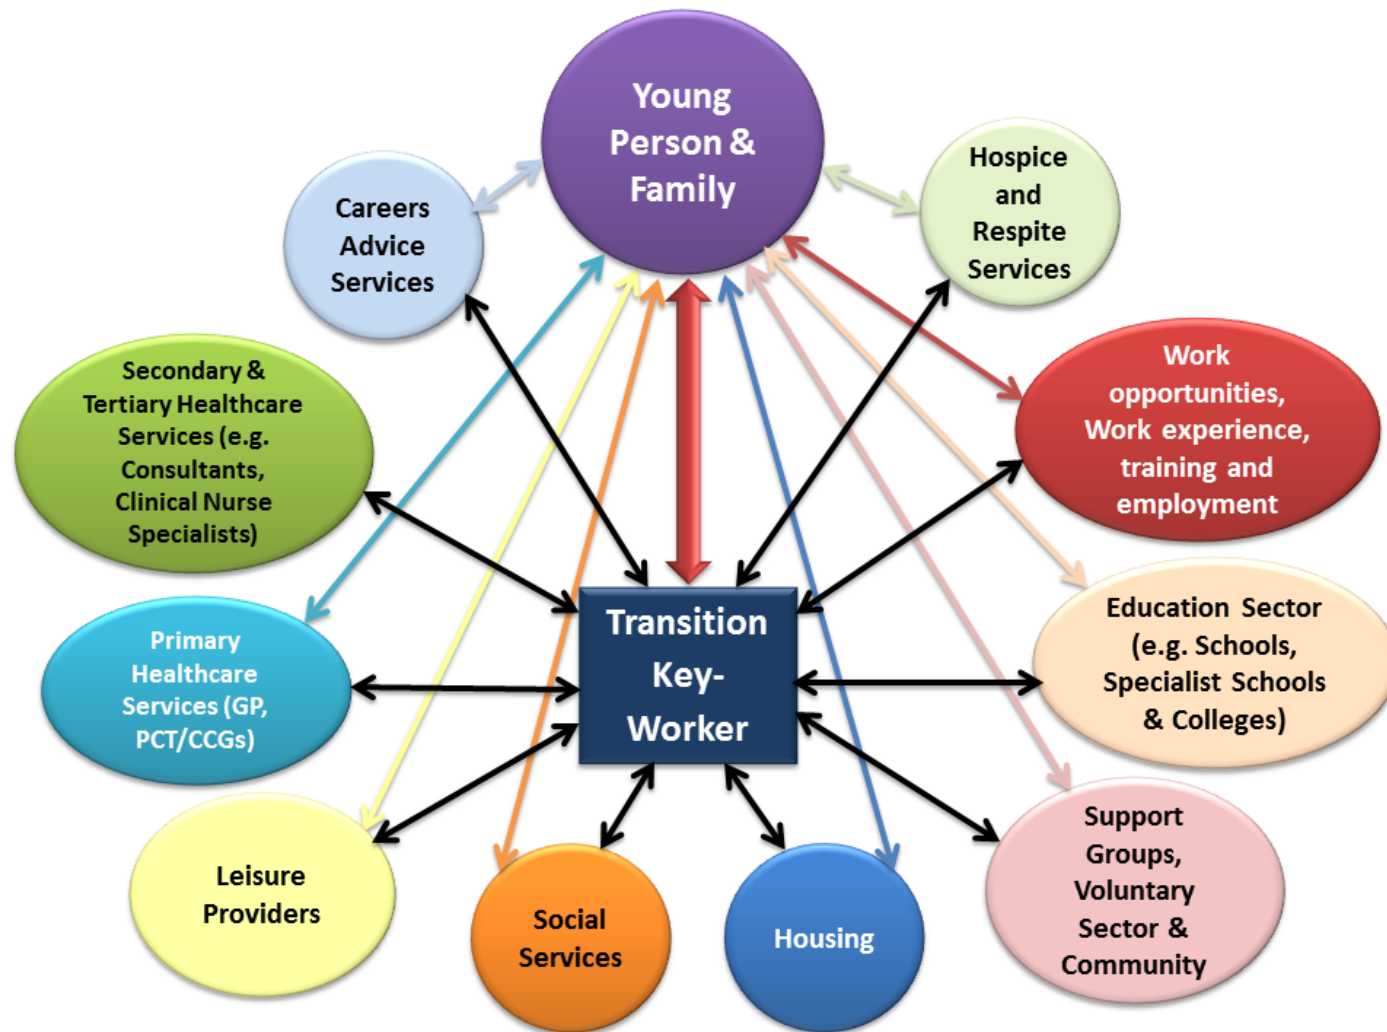 Young
Person &
Family
Hospice
and
Respite
Services
Careers
Advice
Services
Work
opportunities,
Work experience,
training and
employment
Secondary &
Tertiary Healthcare
Services (e.g.
Consultants,
Clinical Nurse
Specialists)
Transition
Key-
Worker
Education Sector
(e.g. Schools,
Specialist Schools
& Colleges)
Primary
Healthcare
Services (GP,
PCT/CCGs)
Support
Groups,
Voluntary
Sector &
Community
Leisure
Providers
Social
Services
Housing